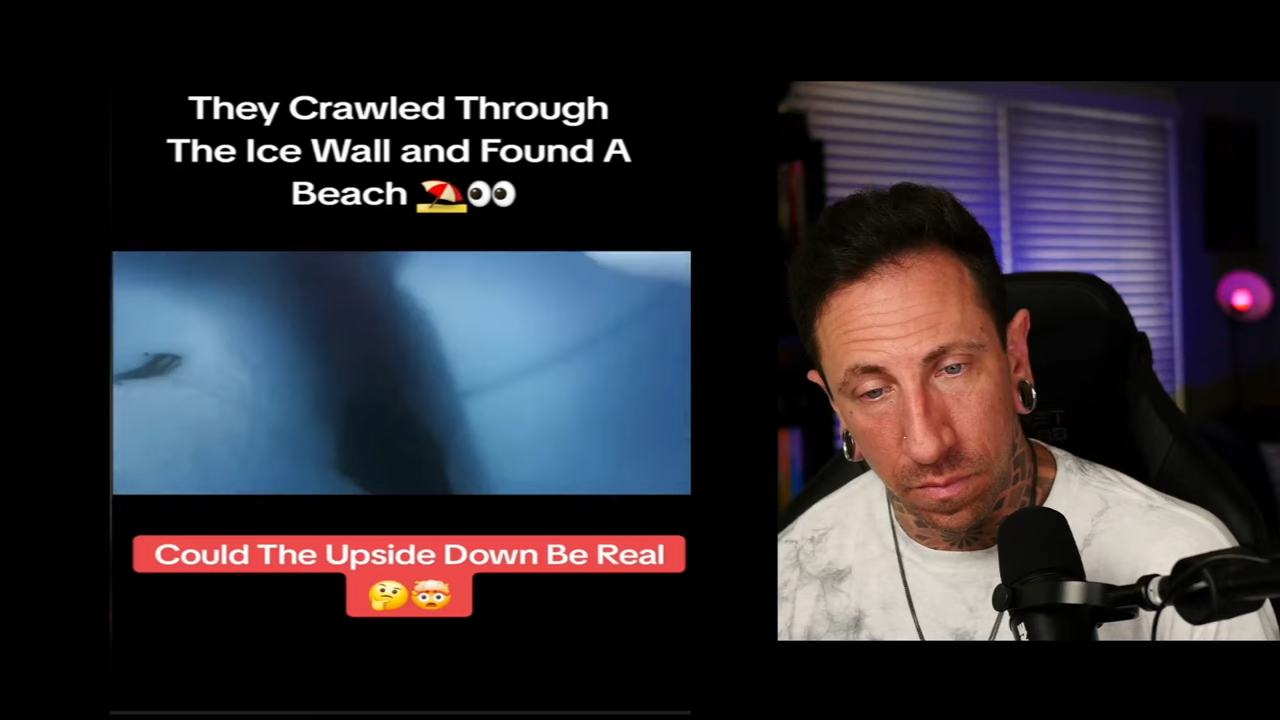 They Crawled Through
The Ice Wall and Found A
Beach 🏖️👀
Could The Upside Down Be Real
🤔🤯